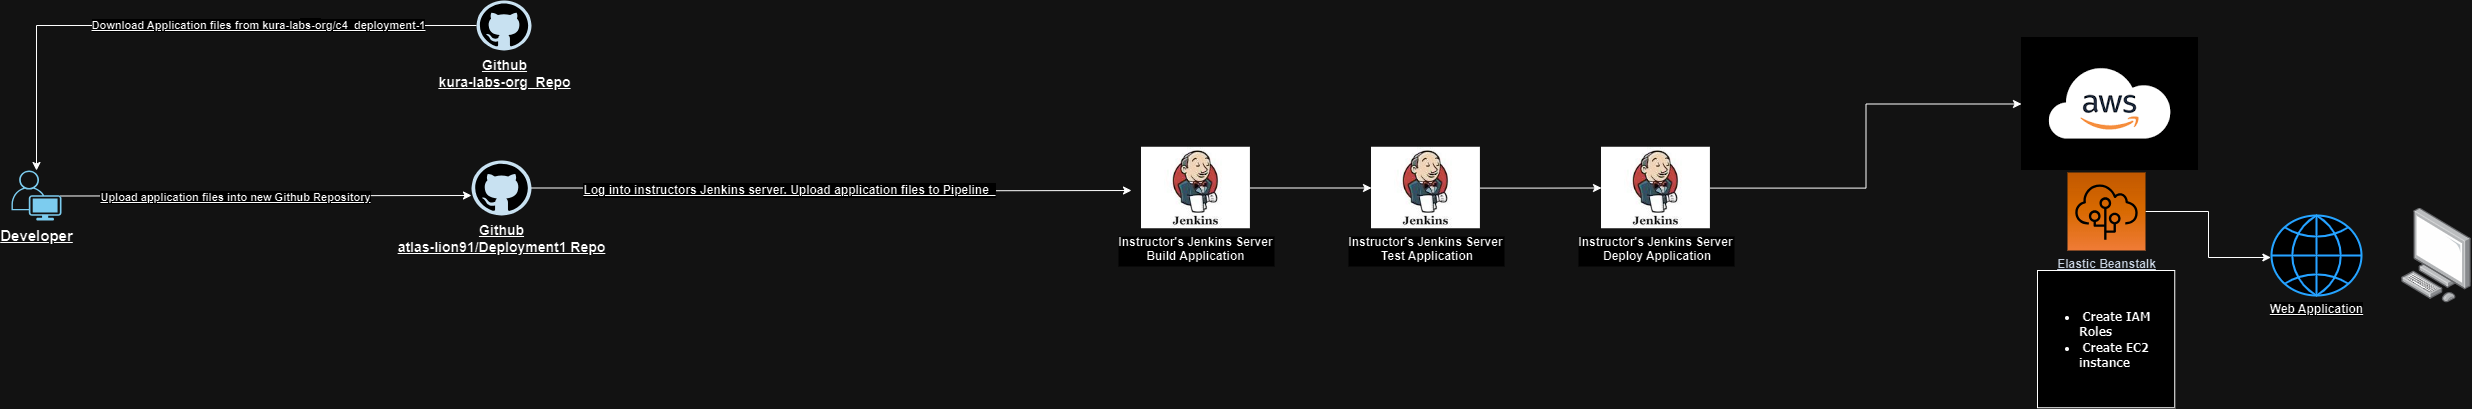 Download Application files from kura-labs-org/c4_deployment-1
Github
kura-labs-org_Repo
Developer
Upload application files into new Github Repository
Github
atlas-lion91/Deployment1 Repo
Log into instructors Jenkins server. Upload application files to Pipeline
Jenkins
Instructor's Jenkins Server
Build Application
Jenkins
Instructor's Jenkins Server
Test Application
Jenkins
Instructor's Jenkins Server
Deploy Application
aws
Elastic Beanstalk
• Create IAM
Roles
• Create EC2
instance
Web Application